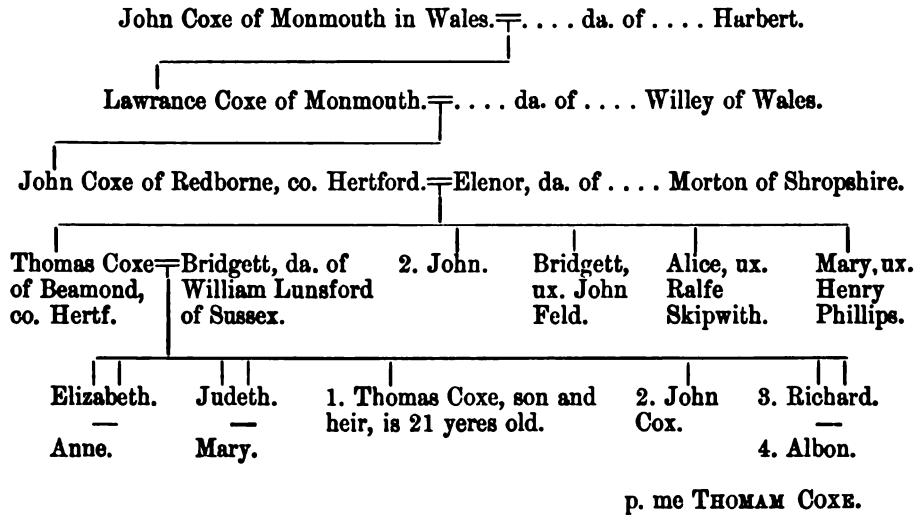 John Coxe of Monmouth in Wales.=. . . . da. of . . . . Harbert.
Lawrance Coxe of Monmouth.=. . . . da. of . . . . Willey of Wales.
John Coxe of Redborne, co. Hertford.=Elenor, da. of . . . . Morton of Shropshire.
Thomas Coxe=Bridgett, da. of 2. John. Bridgett, Alice, ux. Mary, ux.
of Beamond, William Lunsford ux. John Ralfe Henry
co. Hertf. of Sussex. Feld. Skipwith. Phillips.
Elizabeth. Judeth. 1. Thomas Coxe, son and 2. John 3. Richard.
heir, is 21 yeres old. Cox.
Anne. Mary. 4. Albon.
p. me THOMAM COXE.